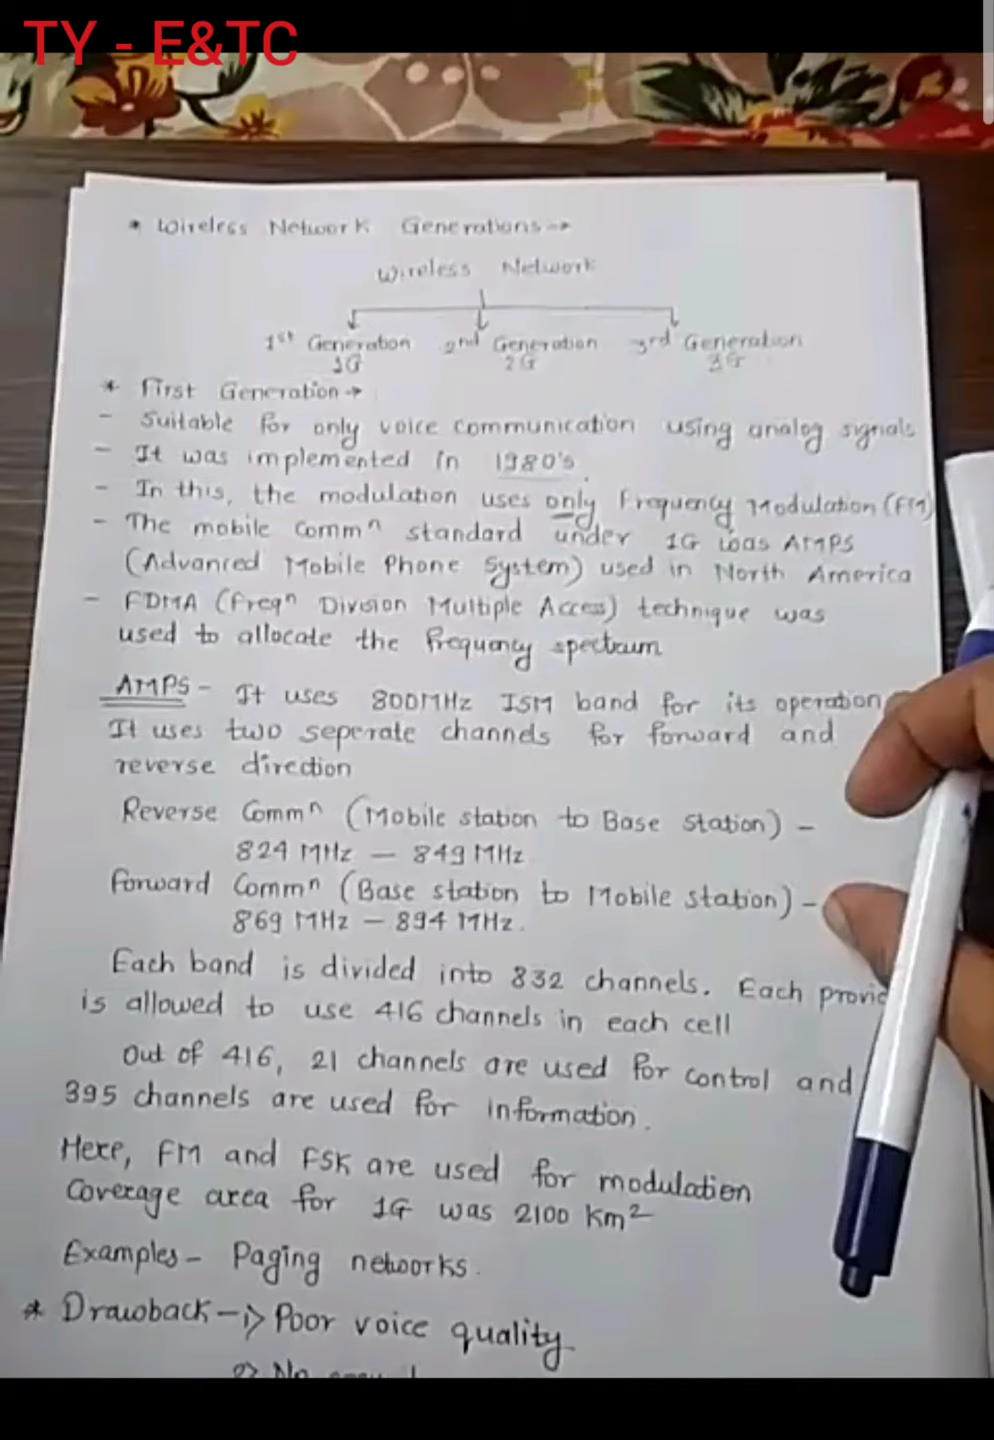 TY - E&TC
* Wireless Network Generations →
Wireless Network
1st Generation 2nd Generation 3rd Generation
1G 2G 3G
* First Generation →
- Suitable for only voice communication using analog signals
- It was implemented in 1980's.
- In this, the modulation uses only Frequency Modulation (FM)
- The mobile Commⁿ standard under 1G was AMPS
(Advanced Mobile Phone System) used in North America
- FDMA (Freqⁿ Division Multiple Access) technique was
used to allocate the frequency spectrum
AMPS - It uses 800MHz ISM band for its operation
It uses two seperate channels for forward and
reverse direction
Reverse Commⁿ (Mobile station to Base Station) -
824 MHz — 849 MHz
Forward Commⁿ (Base station to Mobile station) -
869 MHz — 894 MHz.
Each band is divided into 832 channels. Each
is allowed to use 416 channels in each cell
Out of 416, 21 channels are used for control and
395 channels are used for information.
Here, FM and FSK are used for modulation
Coverage area for 1G was 2100 Km²
Examples - Paging networks.
* Drawback - i> Poor voice quality
No